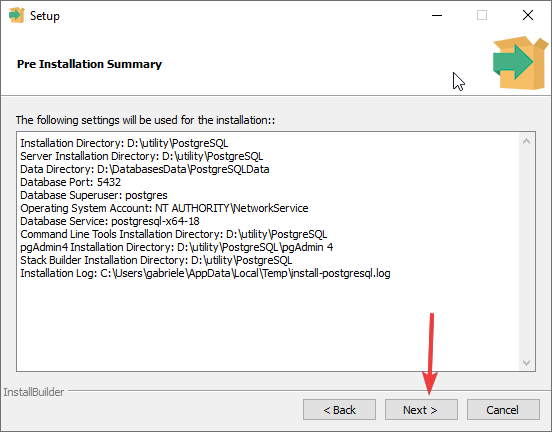 Setup
Pre Installation Summary
The following settings will be used for the installation::
Installation Directory: D:\utility\PostgreSQL
Server Installation Directory: D:\utility\PostgreSQL
Data Directory: D:\DatabasesData\PostgreSQLData
Database Port: 5432
Database Superuser: postgres
Operating System Account: NT AUTHORITY\NetworkService
Database Service: postgresql-x64-18
Command Line Tools Installation Directory: D:\utility\PostgreSQL
pgAdmin4 Installation Directory: D:\utility\PostgreSQL\pgAdmin 4
Stack Builder Installation Directory: D:\utility\PostgreSQL
Installation Log: C:\Users\gabriele\AppData\Local\Temp\install-postgresql.log
InstallBuilder
< Back
Next >
Cancel